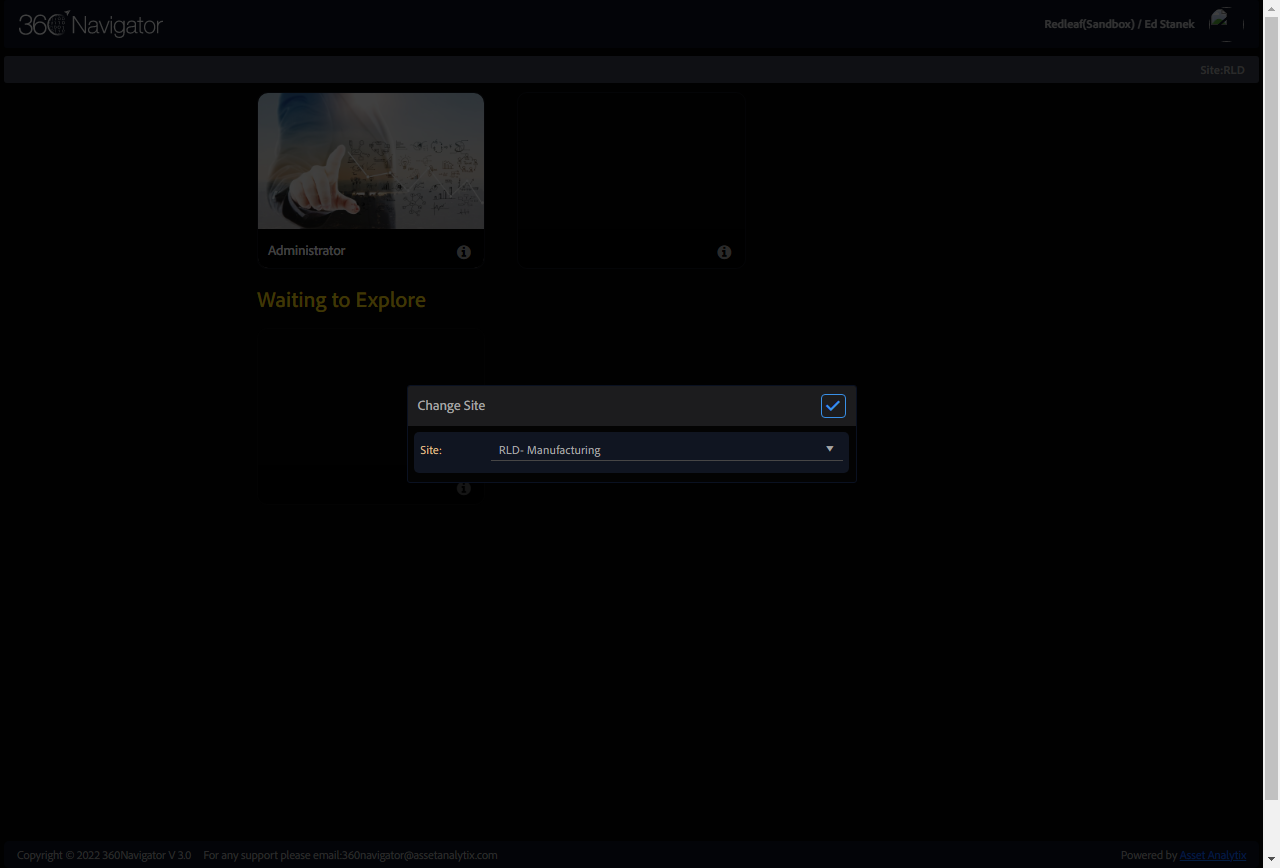 360 Navigator
Redleaf(Sandbox) / Ed Stanek
Site:RLD
Administrator
Waiting to Explore
Change Site
Site:
RLD- Manufacturing
Copyright © 2022 360Navigator V 3.0 For any support please email:360navigator@assetanalytix.com
Powered by Asset Analytix